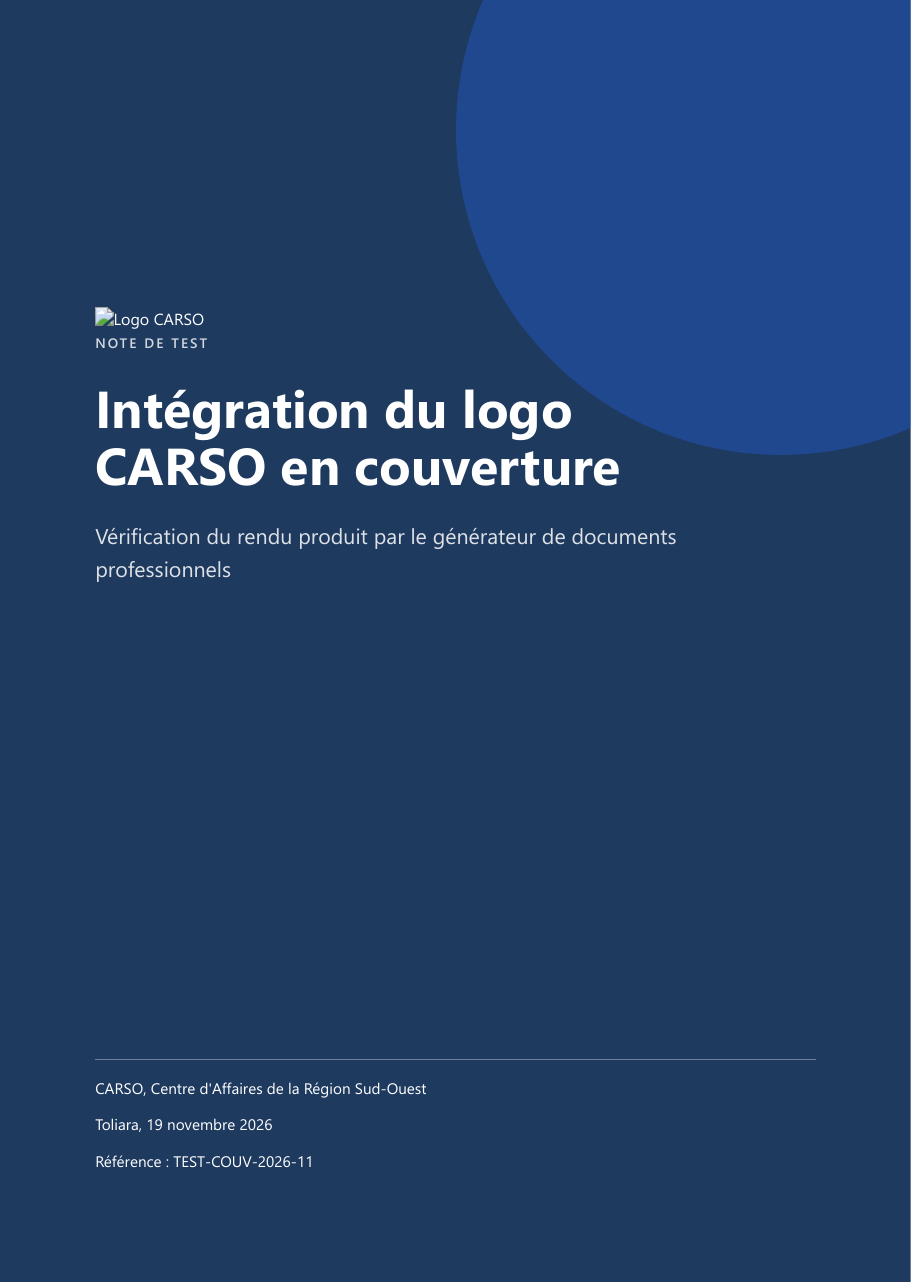 Logo CARSO
NOTE DE TEST
Intégration du logo
CARSO en couverture
Vérification du rendu produit par le générateur de documents
professionnels
CARSO, Centre d'Affaires de la Région Sud-Ouest
Toliara, 19 novembre 2026
Référence : TEST-COUV-2026-11